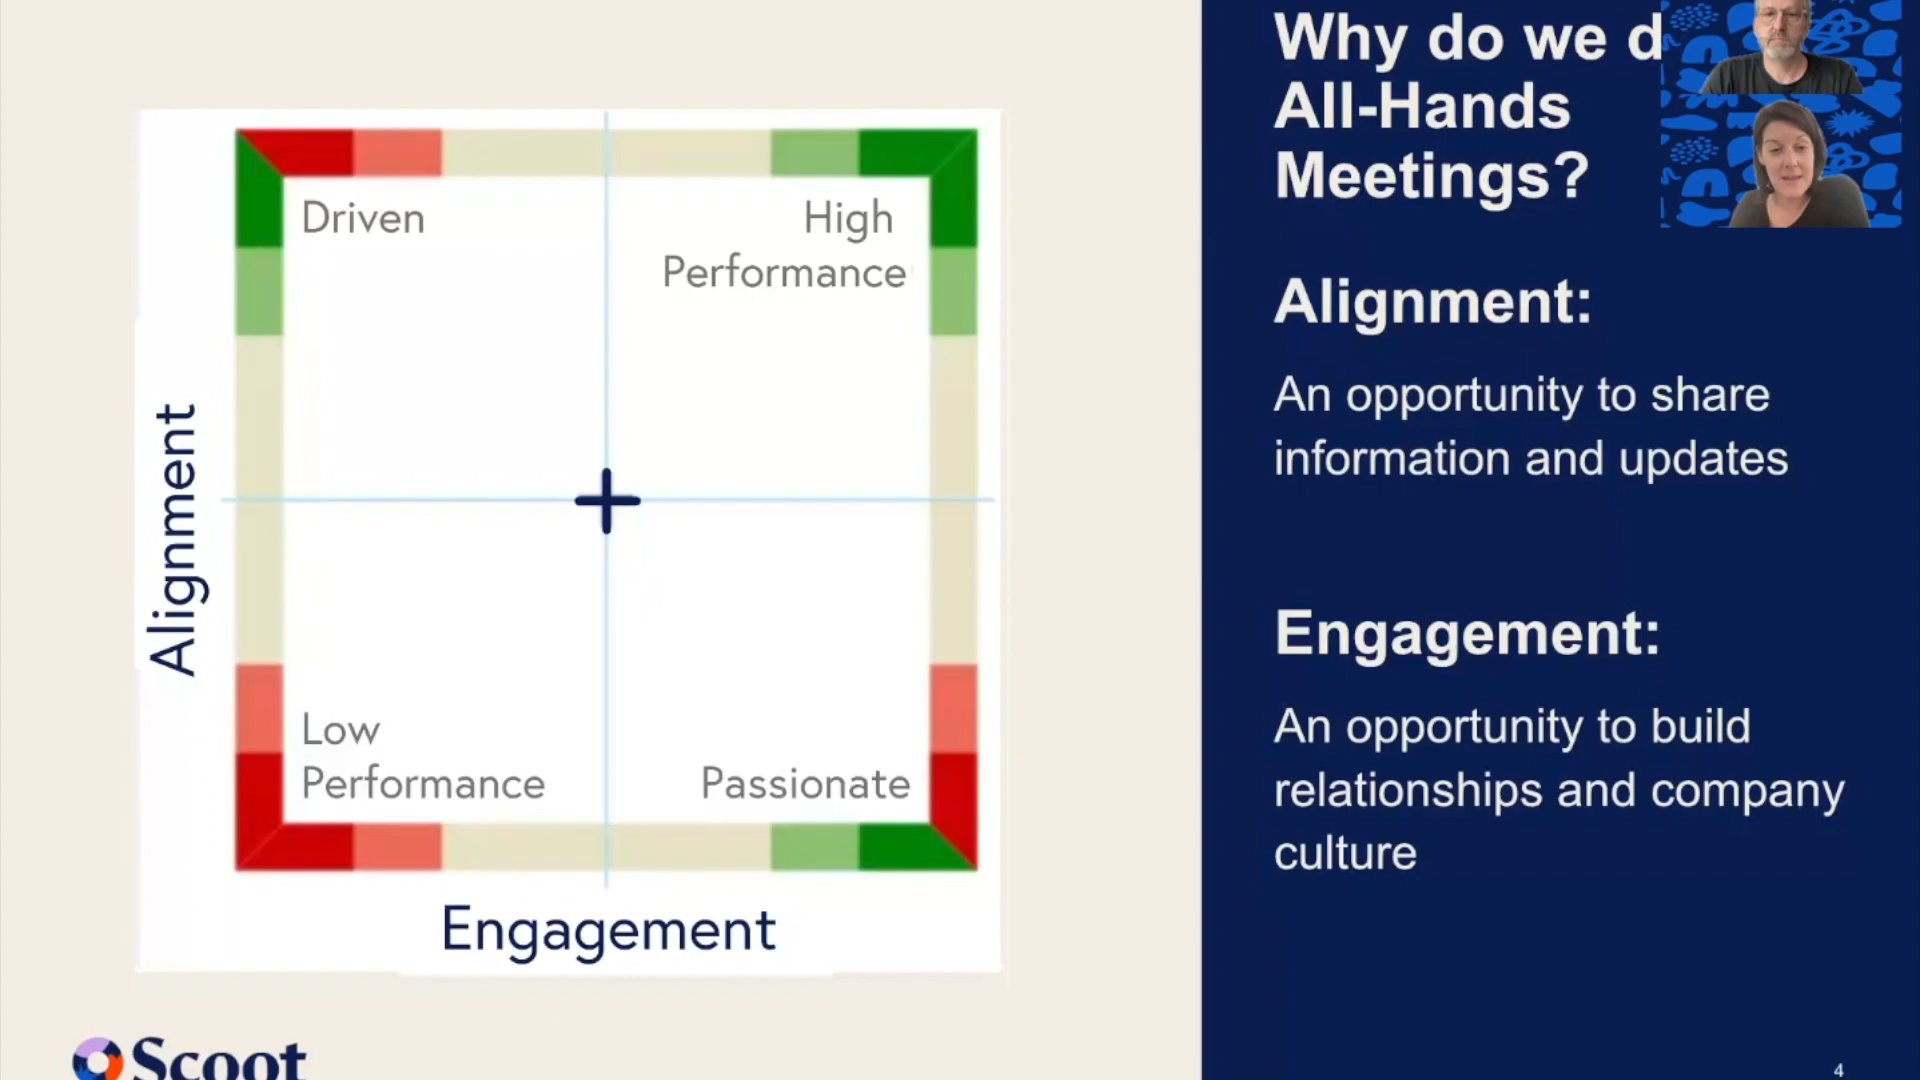 Driven
High
Performance
Alignment
Low
Performance
Passionate
Engagement
Scoot
Why do we d
All-Hands
Meetings?
Alignment:
An opportunity to share
information and updates
Engagement:
An opportunity to build
relationships and company
culture
4